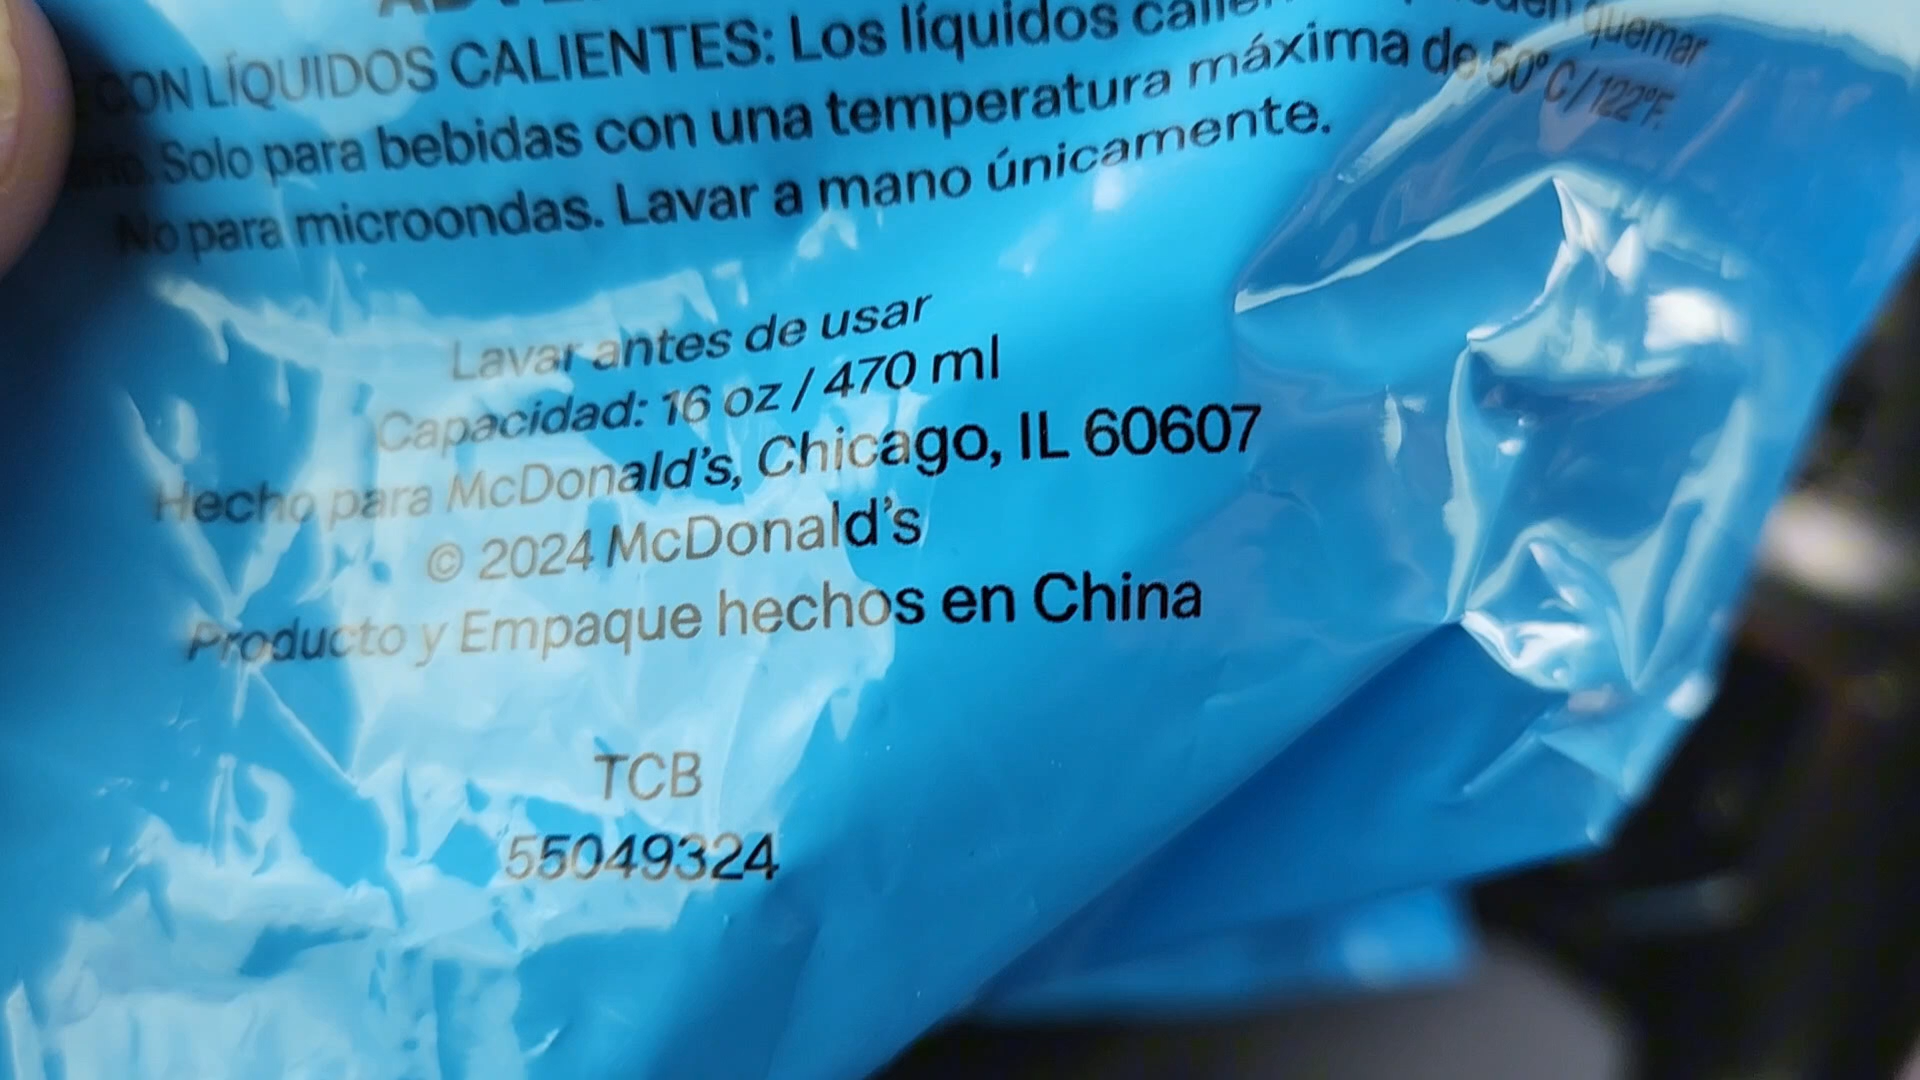 CON LÍQUIDOS CALIENTES: Los líquidos quemar
Solo para bebidas con una temperatura máxima de 50°C/122°F.
No para microondas. Lavar a mano únicamente.
Lavar antes de usar
Capacidad: 16 oz / 470 ml
Hecho para McDonald's, Chicago, IL 60607
© 2024 McDonald's
Producto y Empaque hechos en China
TCB
55049324